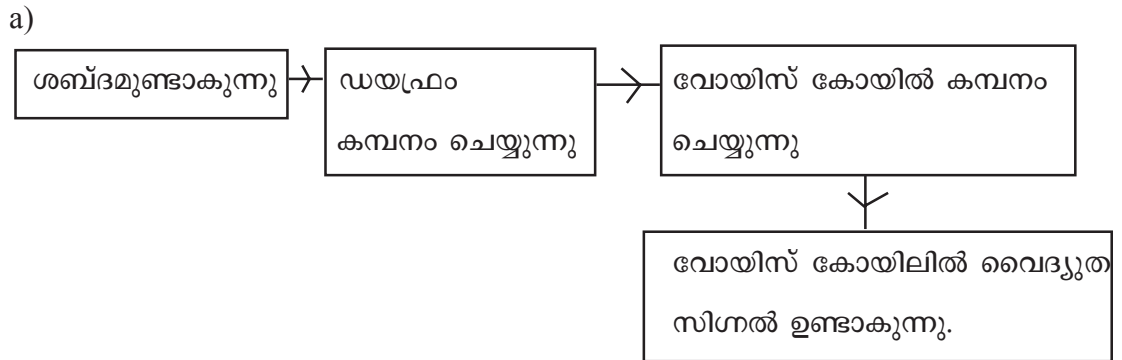 a)
ശബ്ദമുണ്ടാകുന്നു
ഡയഫ്രം
കമ്പനം ചെയ്യുന്നു
വോയിസ് കോയിൽ കമ്പനം
ചെയ്യുന്നു
വോയിസ് കോയിലിൽ വൈദ്യുത
സിഗ്നൽ ഉണ്ടാകുന്നു.